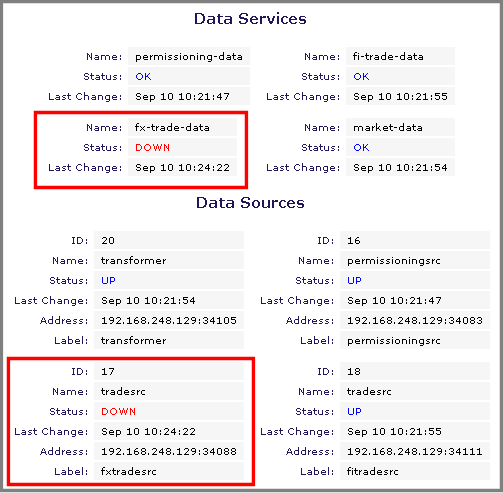 Data Services
Name: permissioning-data Name: fi-trade-data
Status: OK Status: OK
Last Change: Sep 10 10:21:47 Last Change: Sep 10 10:21:55
Name: fx-trade-data Name: market-data
Status: DOWN Status: OK
Last Change: Sep 10 10:24:22 Last Change: Sep 10 10:21:54
Data Sources
ID: 20 ID: 16
Name: transformer Name: permissioningsrc
Status: UP Status: UP
Last Change: Sep 10 10:21:54 Last Change: Sep 10 10:21:47
Address: 192.168.248.129:34105 Address: 192.168.248.129:34083
Label: transformer Label: permissioningsrc
ID: 17 ID: 18
Name: tradesrc Name: tradesrc
Status: DOWN Status: UP
Last Change: Sep 10 10:24:22 Last Change: Sep 10 10:21:55
Address: 192.168.248.129:34088 Address: 192.168.248.129:34111
Label: fxtradesrc Label: fitradesrc